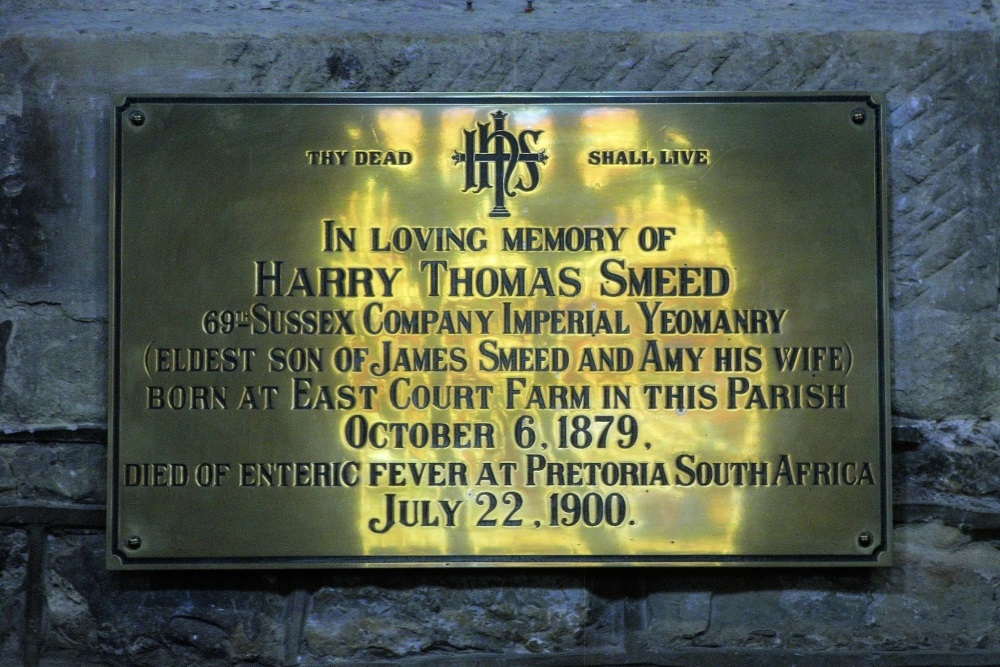 THY DEAD IHS SHALL LIVE
IN LOVING MEMORY OF
HARRY THOMAS SMEED
69TH SUSSEX COMPANY IMPERIAL YEOMANRY
(ELDEST SON OF JAMES SMEED AND AMY HIS WIFE)
BORN AT EAST COURT FARM IN THIS PARISH
OCTOBER 6, 1879,
DIED OF ENTERIC FEVER AT PRETORIA SOUTH AFRICA
JULY 22, 1900.